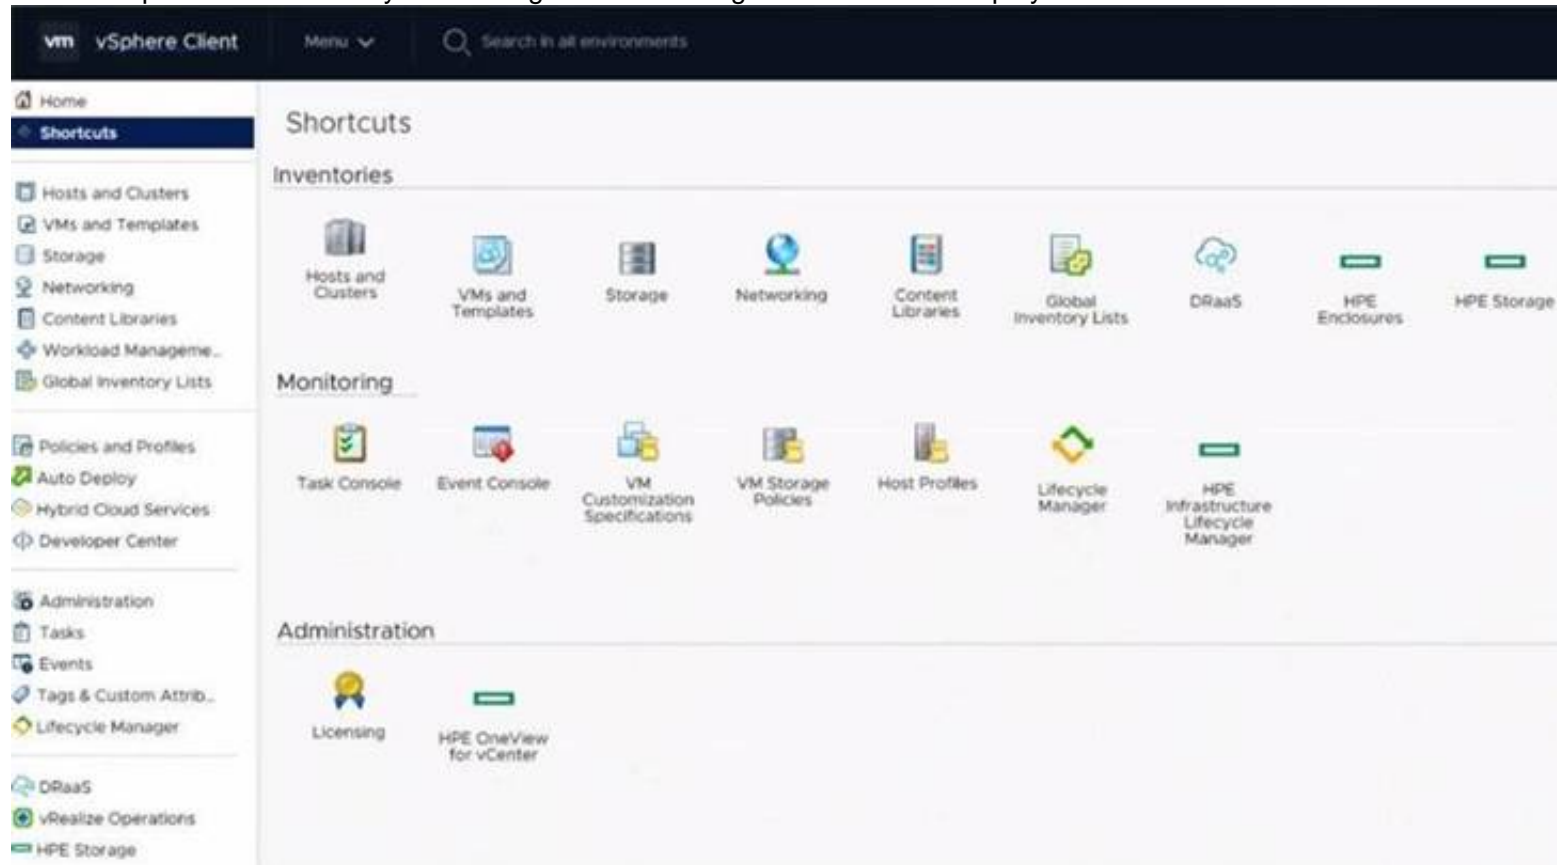 vm vSphere Client Menu Search in all environments
Home
Shortcuts
Hosts and Clusters
VMs and Templates
Storage
Networking
Content Libraries
Workload Manageme...
Global Inventory Lists
Policies and Profiles
Auto Deploy
Hybrid Cloud Services
Developer Center
Administration
Tasks
Events
Tags & Custom Attrib...
Lifecycle Manager
DRaaS
vRealize Operations
HPE Storage
Shortcuts
Inventories
Hosts and
Clusters
VMs and
Templates
Storage
Networking
Content
Libraries
Global
Inventory Lists
DRaaS
HPE
Enclosures
HPE Storage
Monitoring
Task Console
Event Console
VM
Customization
Specifications
VM Storage
Policies
Host Profiles
Lifecycle
Manager
HPE
Infrastructure
Lifecycle
Manager
Administration
Licensing
HPE OneView
for vCenter